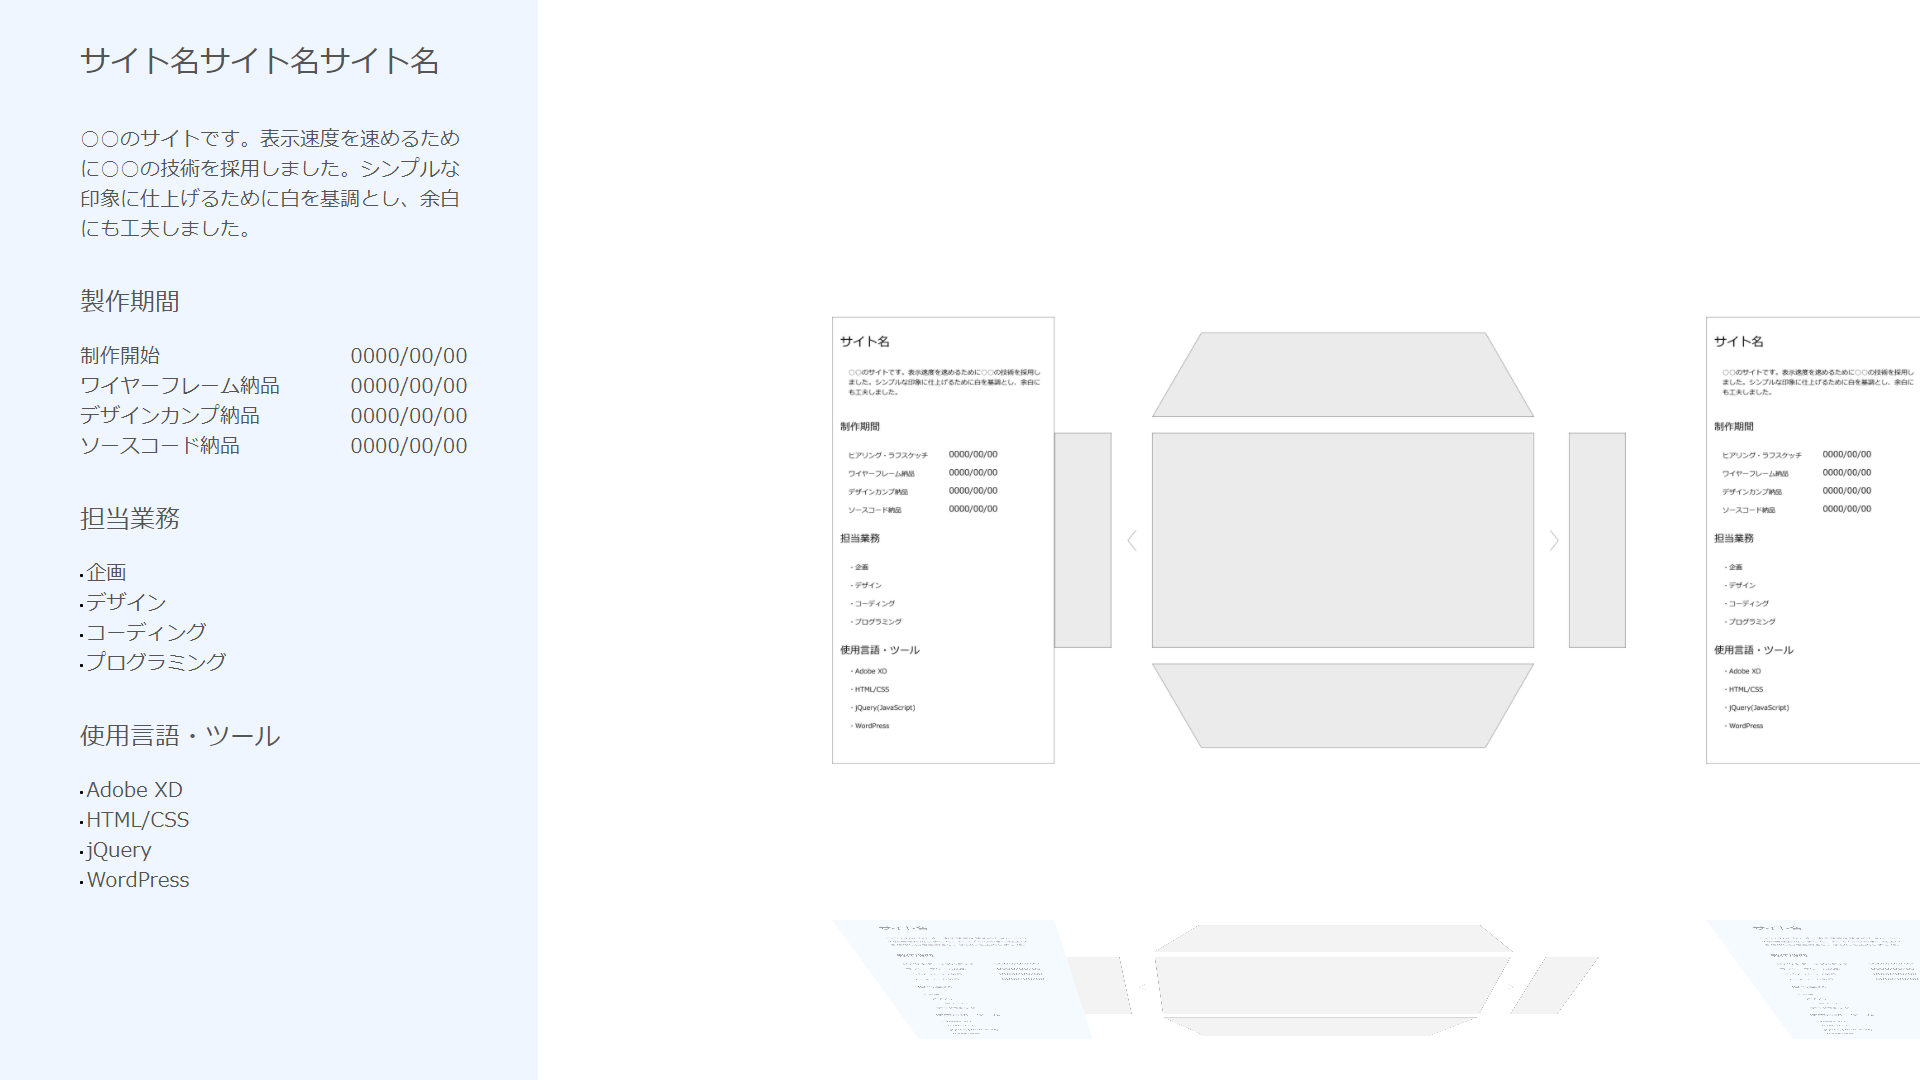 サイト名サイト名サイト名
○○のサイトです。表示速度を速めるため
に○○の技術を採用しました。シンプルな
印象に仕上げるために白を基調とし、余白
にも工夫しました。
製作期間
制作開始 0000/00/00
ワイヤーフレーム納品 0000/00/00
デザインカンプ納品 0000/00/00
ソースコード納品 0000/00/00
担当業務
・企画
・デザイン
・コーディング
・プログラミング
使用言語・ツール
・Adobe XD
・HTML/CSS
・jQuery
・WordPress
サイト名
○○のサイトです。表示速度を速めるために○○の技術を採用し
ました。シンプルな印象に仕上げるために白を基調とし、余白に
も工夫しました。
制作期間
ヒアリング・ラフスケッチ 0000/00/00
ワイヤーフレーム納品 0000/00/00
デザインカンプ納品 0000/00/00
ソースコード納品 0000/00/00
担当業務
・企画
・デザイン
・コーディング
・プログラミング
使用言語・ツール
・Adobe XD
・HTML/CSS
・jQuery(JavaScript)
・WordPress
サイト名
○○のサイトです。表示速度を速めるために○○の技術を採用し
ました。シンプルな印象に仕上げるために白を基調とし、余白に
も工夫しました。
制作期間
ヒアリング・ラフスケッチ 0000/00/00
ワイヤーフレーム納品 0000/00/00
デザインカンプ納品 0000/00/00
ソースコード納品 0000/00/00
担当業務
・企画
・デザイン
・コーディング
・プログラミング
使用言語・ツール
・Adobe XD
・HTML/CSS
・jQuery(JavaScript)
・WordPress